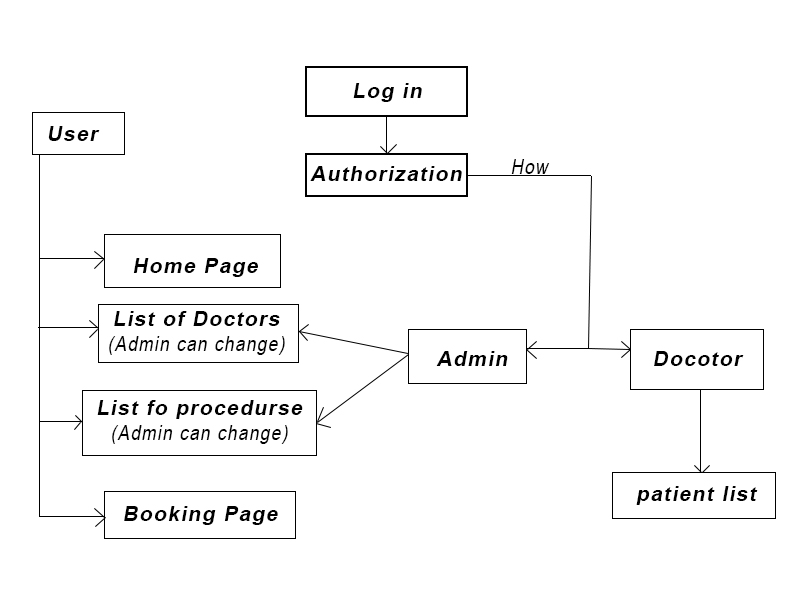 Log in
User
Authorization
How
Home Page
List of Doctors
(Admin can change)
Admin
Docotor
List fo procedurse
(Admin can change)
patient list
Booking Page